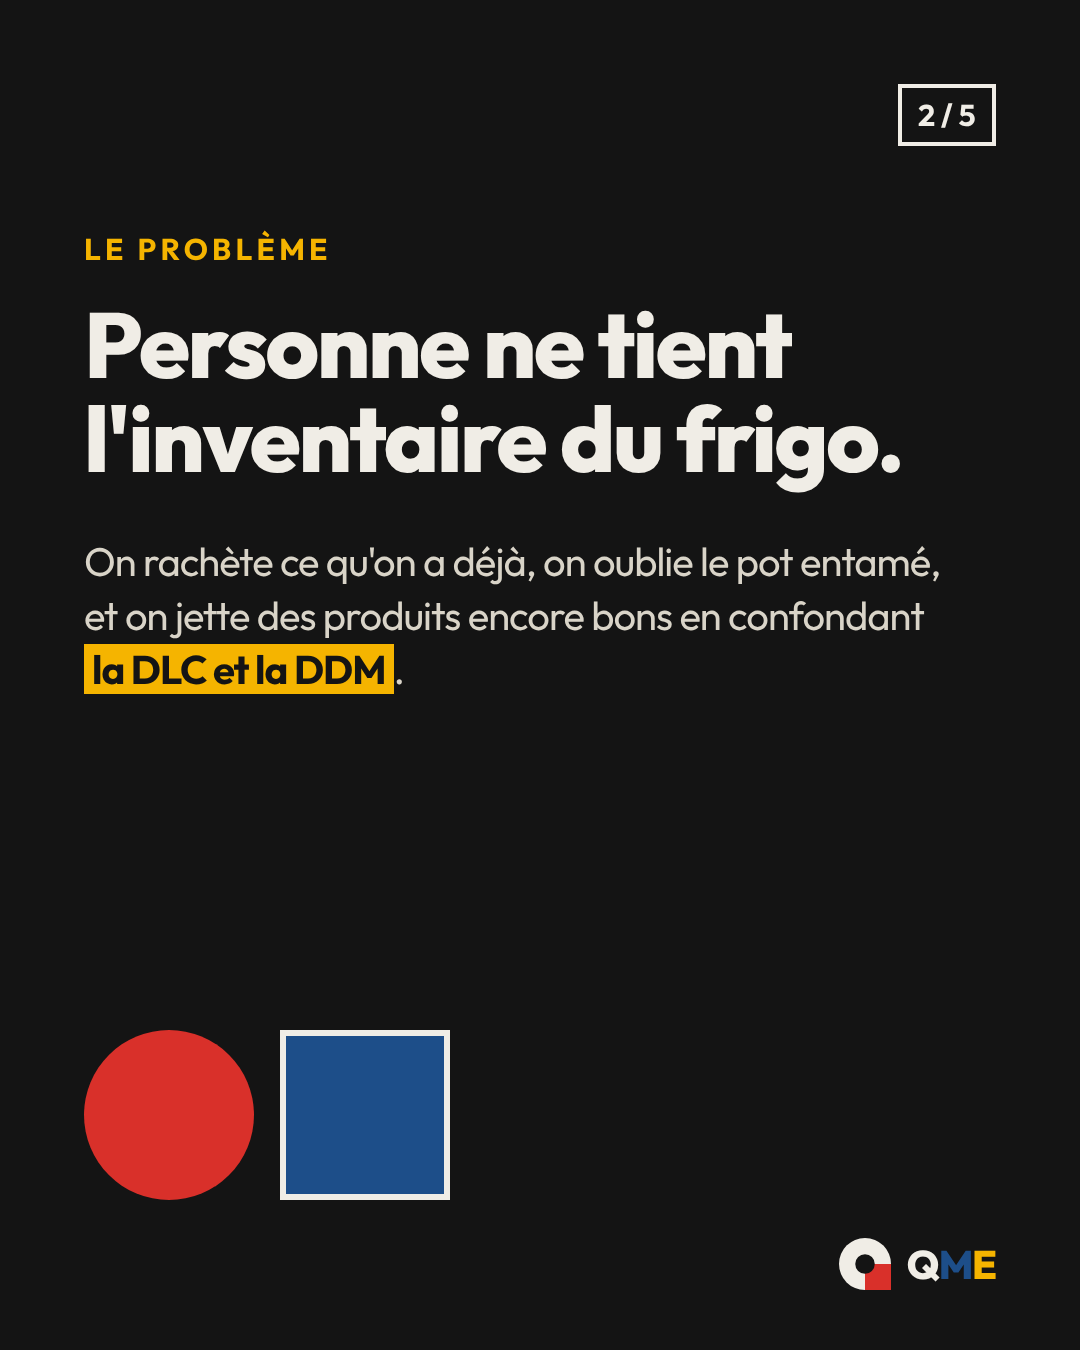 2 / 5
LE PROBLÈME
Personne ne tient
l'inventaire du frigo.
On rachète ce qu'on a déjà, on oublie le pot entamé,
et on jette des produits encore bons en confondant
la DLC et la DDM.
QME